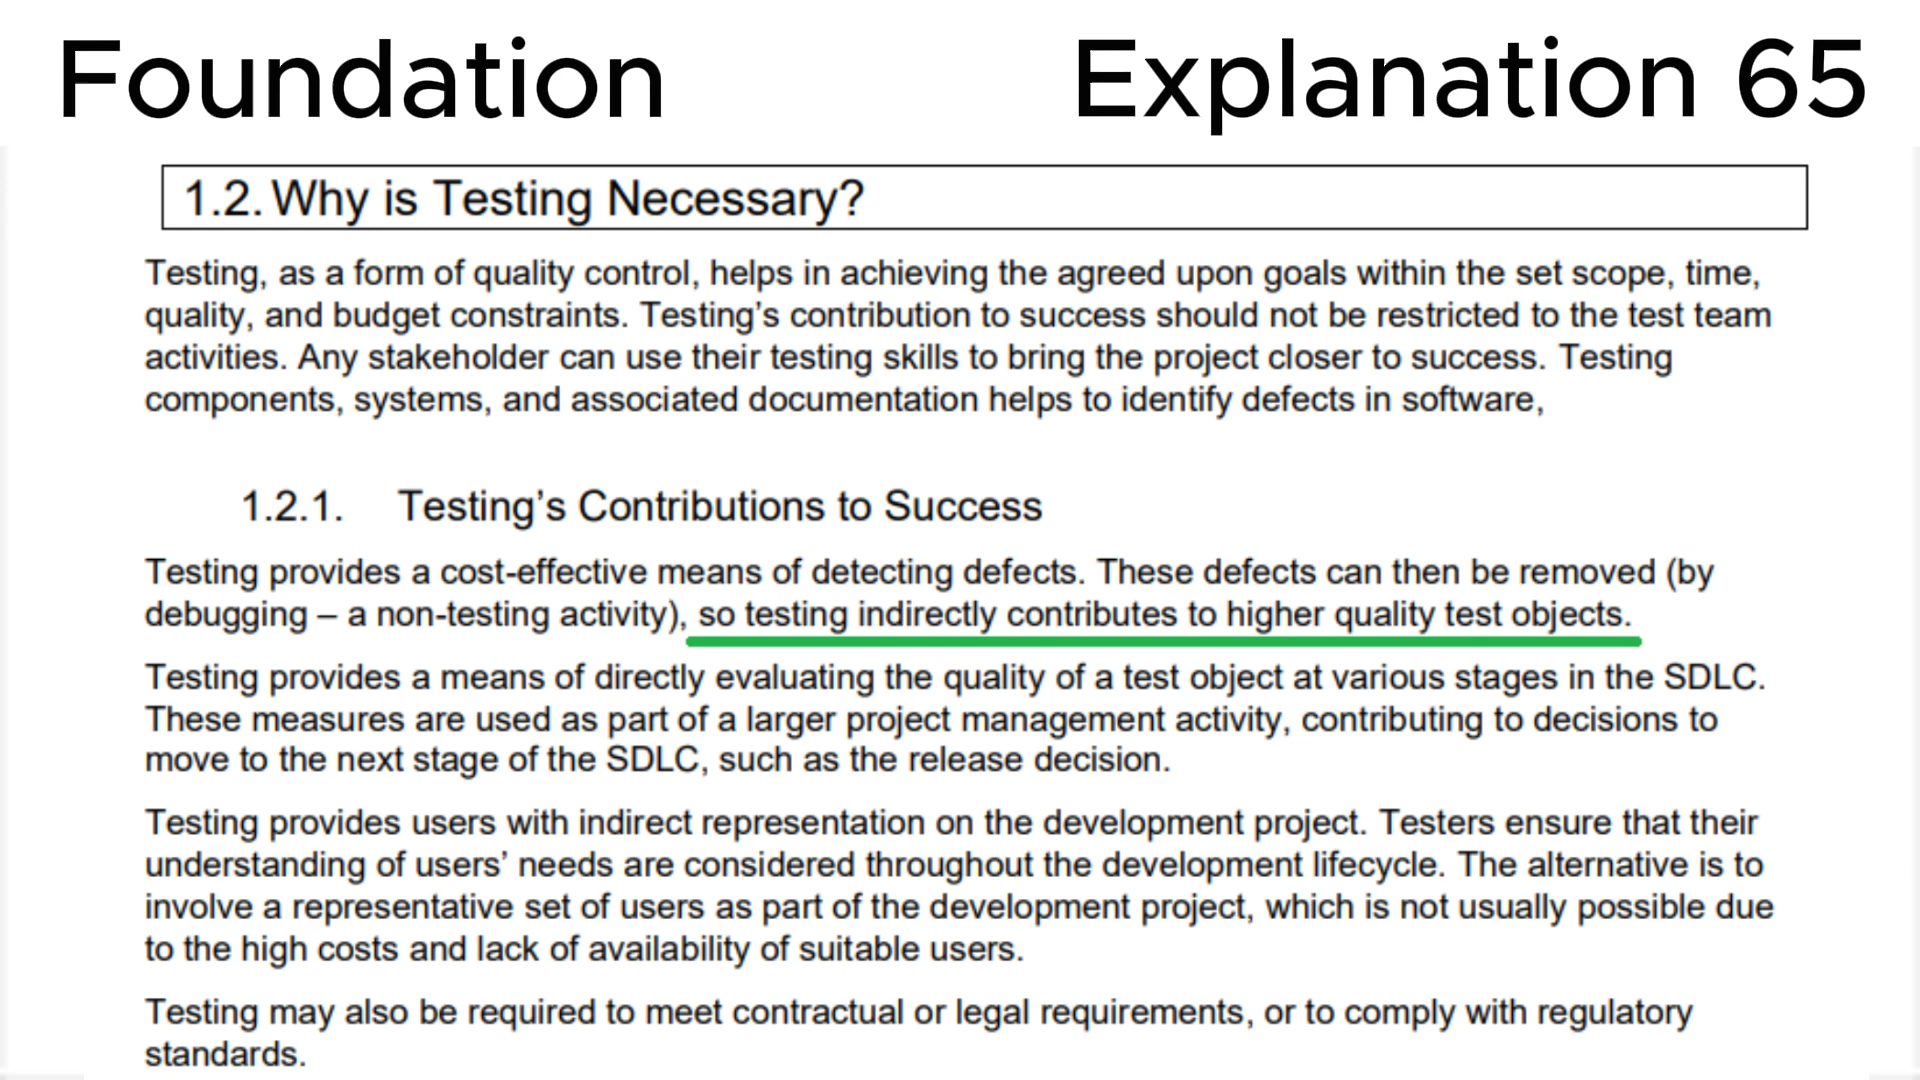 Foundation
Explanation 65
1.2. Why is Testing Necessary?
Testing, as a form of quality control, helps in achieving the agreed upon goals within the set scope, time,
quality, and budget constraints. Testing’s contribution to success should not be restricted to the test team
activities. Any stakeholder can use their testing skills to bring the project closer to success. Testing
components, systems, and associated documentation helps to identify defects in software,
1.2.1. Testing’s Contributions to Success
Testing provides a cost-effective means of detecting defects. These defects can then be removed (by
debugging – a non-testing activity), so testing indirectly contributes to higher quality test objects.
Testing provides a means of directly evaluating the quality of a test object at various stages in the SDLC.
These measures are used as part of a larger project management activity, contributing to decisions to
move to the next stage of the SDLC, such as the release decision.
Testing provides users with indirect representation on the development project. Testers ensure that their
understanding of users’ needs are considered throughout the development lifecycle. The alternative is to
involve a representative set of users as part of the development project, which is not usually possible due
to the high costs and lack of availability of suitable users.
Testing may also be required to meet contractual or legal requirements, or to comply with regulatory
standards.